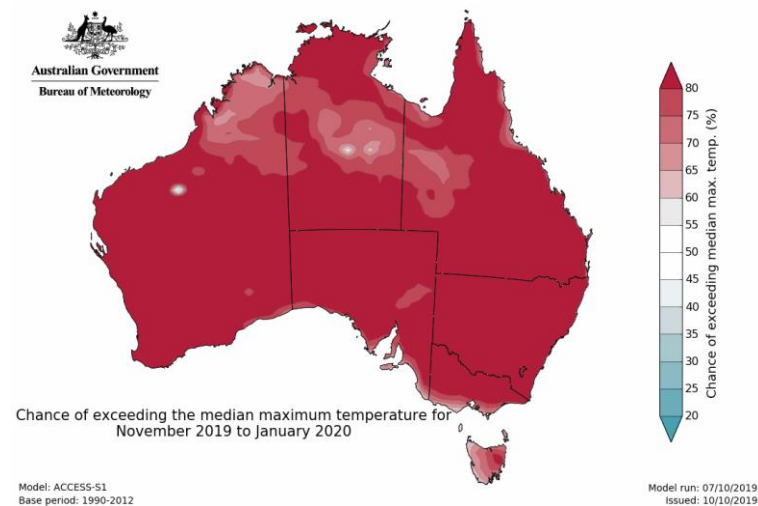 Australian Government
Bureau of Meteorology
80
75
70
65
60
55
50
45
40
35
30
25
20
Chance of exceeding median max. temp. (%)
Chance of exceeding the median maximum temperature for
November 2019 to January 2020
Model: ACCESS-S1
Base period: 1990-2012
Model run: 07/10/2019
Issued: 10/10/2019